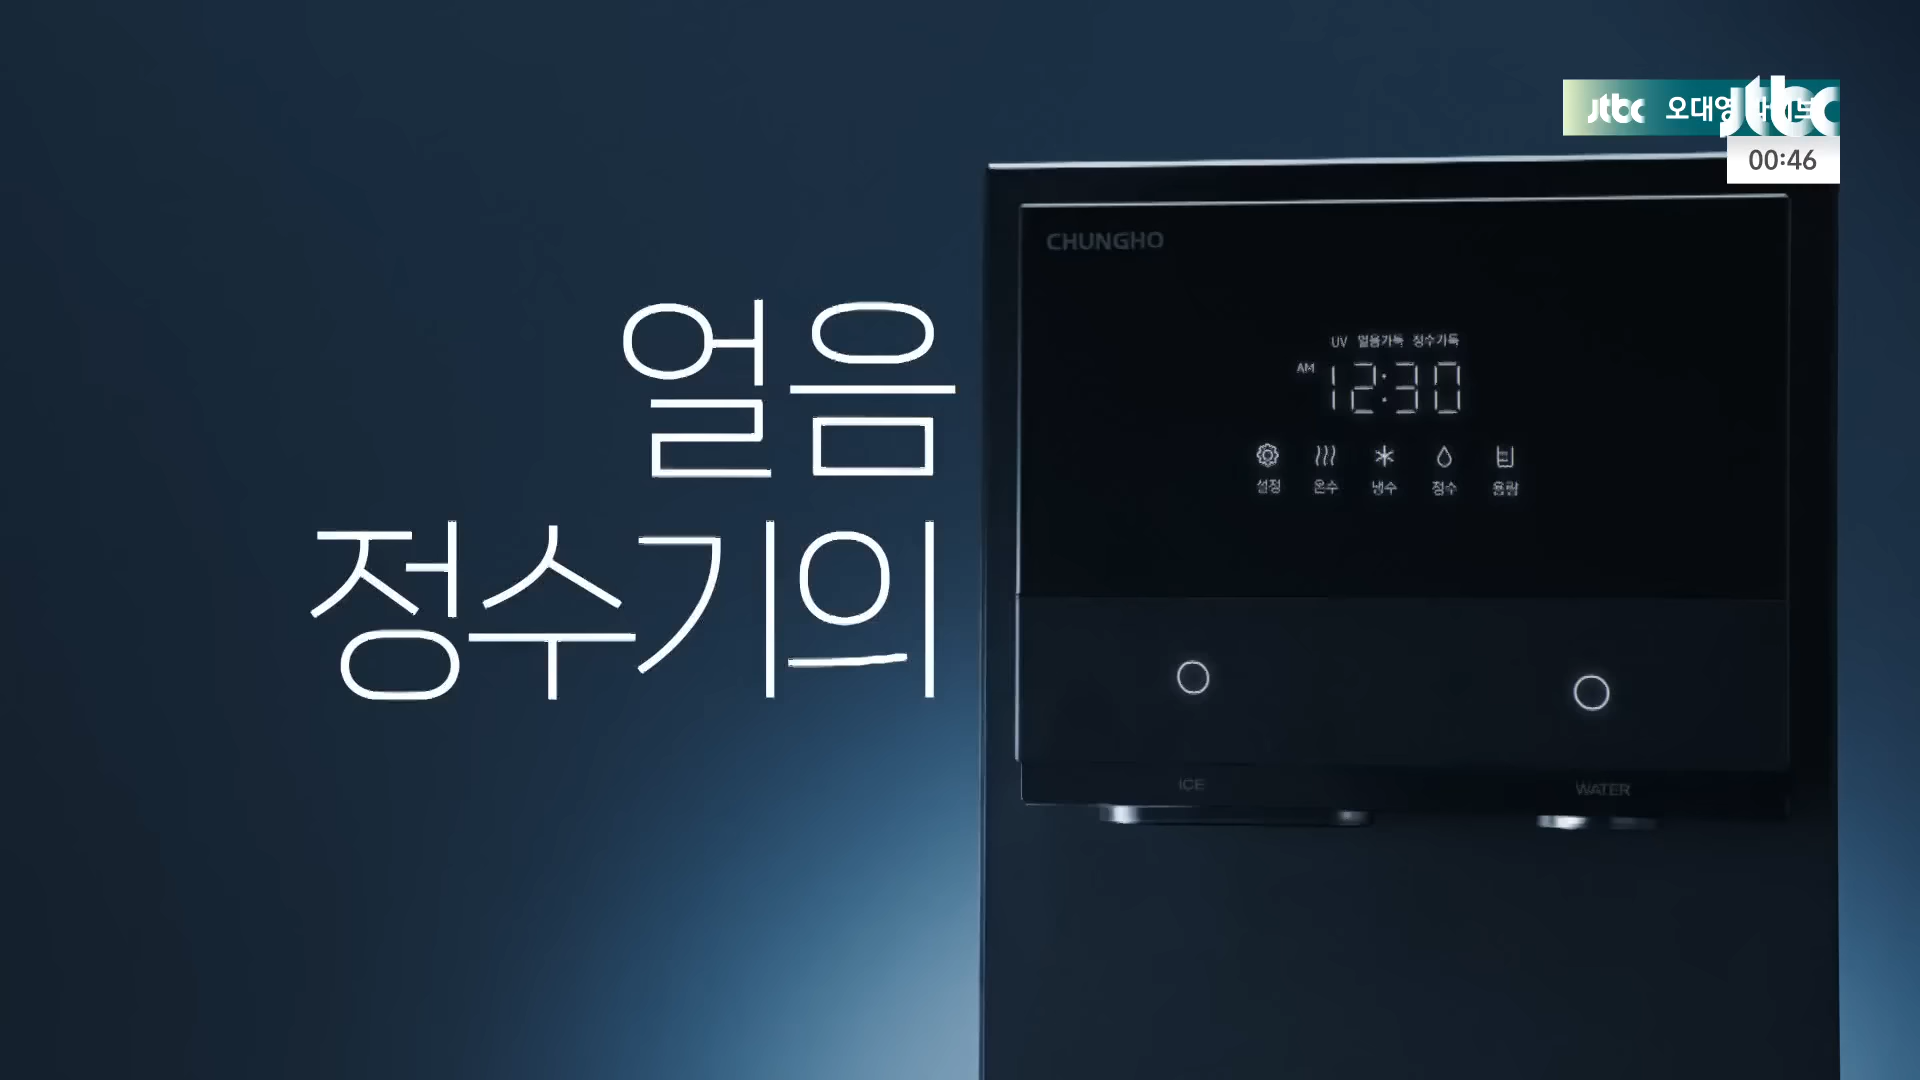 jtbc 오대영
jtbc
00:46
CHUNGHO
UV 얼음가득 정수가득
AM 12:30
설정 온수 냉수 정수 용량
얼음
정수기의
ICE WATER